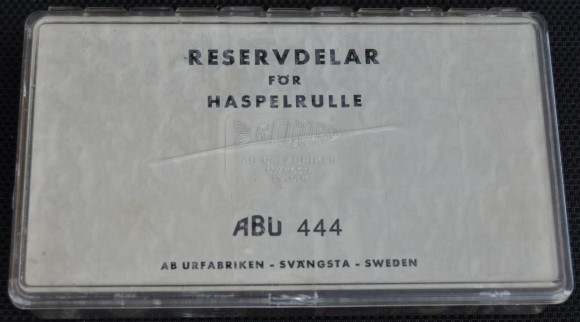 RESERVDELAR
FÖR
HASPELRULLE
ABU 444
AB URFABRIKEN - SVÄNGSTA - SWEDEN